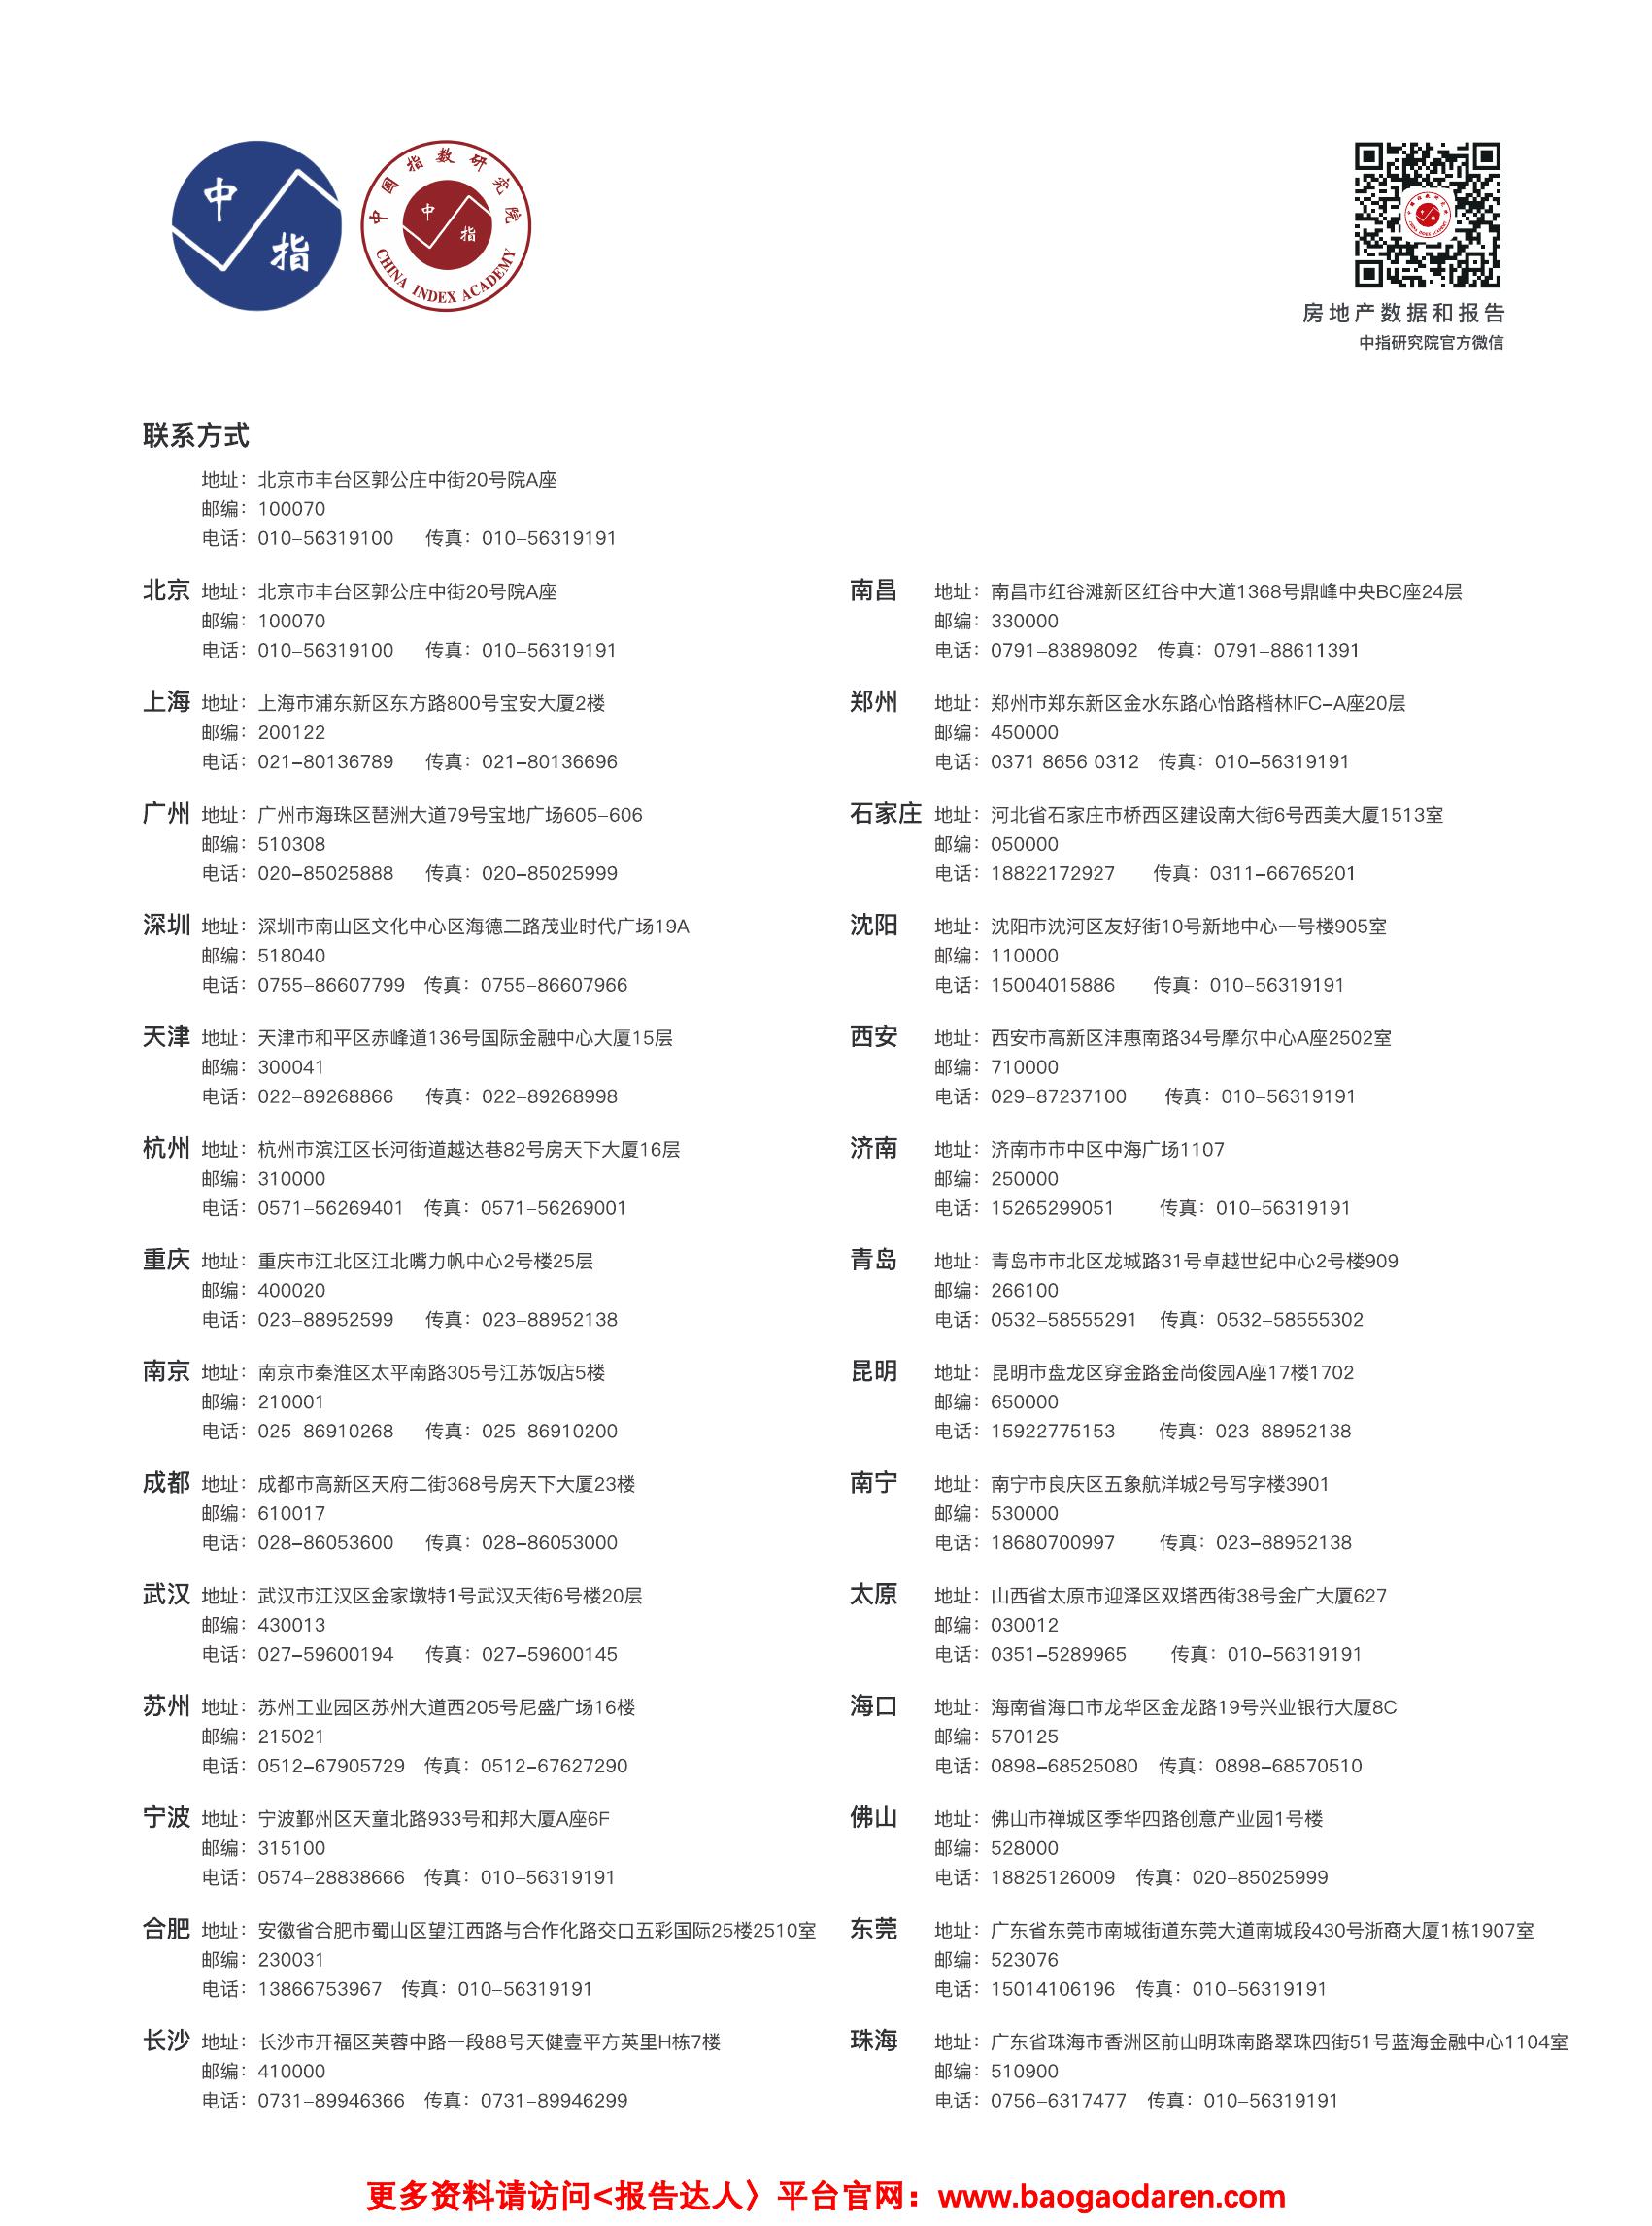 中
指
中国指数研究院
中
指
CHINA INDEX ACADEMY
房地产数据和报告
中指研究院官方微信
联系方式
地址：北京市丰台区郭公庄中街20号院A座
邮编：100070
电话：010-56319100 传真：010-56319191
北京 地址：北京市丰台区郭公庄中街20号院A座
邮编：100070
电话：010-56319100 传真：010-56319191
上海 地址：上海市浦东新区东方路800号宝安大厦2楼
邮编：200122
电话：021-80136789 传真：021-80136696
广州 地址：广州市海珠区琶洲大道79号宝地广场605-606
邮编：510308
电话：020-85025888 传真：020-85025999
深圳 地址：深圳市南山区文化中心区海德二路茂业时代广场19A
邮编：518040
电话：0755-86607799 传真：0755-86607966
天津 地址：天津市和平区赤峰道136号国际金融中心大厦15层
邮编：300041
电话：022-89268866 传真：022-89268998
杭州 地址：杭州市滨江区长河街道越达巷82号房天下大厦16层
邮编：310000
电话：0571-56269401 传真：0571-56269001
重庆 地址：重庆市江北区江北嘴力帆中心2号楼25层
邮编：400020
电话：023-88952599 传真：023-88952138
南京 地址：南京市秦淮区太平南路305号江苏饭店5楼
邮编：210001
电话：025-86910268 传真：025-86910200
成都 地址：成都市高新区天府二街368号房天下大厦23楼
邮编：610017
电话：028-86053600 传真：028-86053000
武汉 地址：武汉市江汉区金家墩特1号武汉天街6号楼20层
邮编：430013
电话：027-59600194 传真：027-59600145
苏州 地址：苏州工业园区苏州大道西205号尼盛广场16楼
邮编：215021
电话：0512-67905729 传真：0512-67627290
宁波 地址：宁波鄞州区天童北路933号和邦大厦A座6F
邮编：315100
电话：0574-28838666 传真：010-56319191
合肥 地址：安徽省合肥市蜀山区望江西路与合作化路交口五彩国际25楼2510室
邮编：230031
电话：13866753967 传真：010-56319191
长沙 地址：长沙市开福区芙蓉中路一段88号天健壹平方英里H栋7楼
邮编：410000
电话：0731-89946366 传真：0731-89946299
南昌 地址：南昌市红谷滩新区红谷中大道1368号鼎峰中央BC座24层
邮编：330000
电话：0791-83898092 传真：0791-88611391
郑州 地址：郑州市郑东新区金水东路心怡路楷林IFC-A座20层
邮编：450000
电话：0371 8656 0312 传真：010-56319191
石家庄 地址：河北省石家庄市桥西区建设南大街6号西美大厦1513室
邮编：050000
电话：18822172927 传真：0311-66765201
沈阳 地址：沈阳市沈河区友好街10号新地中心一号楼905室
邮编：110000
电话：15004015886 传真：010-56319191
西安 地址：西安市高新区沣惠南路34号摩尔中心A座2502室
邮编：710000
电话：029-87237100 传真：010-56319191
济南 地址：济南市市中区中海广场1107
邮编：250000
电话：15265299051 传真：010-56319191
青岛 地址：青岛市市北区龙城路31号卓越世纪中心2号楼909
邮编：266100
电话：0532-58555291 传真：0532-58555302
昆明 地址：昆明市盘龙区穿金路金尚俊园A座17楼1702
邮编：650000
电话：15922775153 传真：023-88952138
南宁 地址：南宁市良庆区五象航洋城2号写字楼3901
邮编：530000
电话：18680700997 传真：023-88952138
太原 地址：山西省太原市迎泽区双塔西街38号金广大厦627
邮编：030012
电话：0351-5289965 传真：010-56319191
海口 地址：海南省海口市龙华区金龙路19号兴业银行大厦8C
邮编：570125
电话：0898-68525080 传真：0898-68570510
佛山 地址：佛山市禅城区季华四路创意产业园1号楼
邮编：528000
电话：18825126009 传真：020-85025999
东莞 地址：广东省东莞市南城街道东莞大道南城段430号浙商大厦1栋1907室
邮编：523076
电话：15014106196 传真：010-56319191
珠海 地址：广东省珠海市香洲区前山明珠南路翠珠四街51号蓝海金融中心1104室
邮编：510900
电话：0756-6317477 传真：010-56319191
更多资料请访问<报告达人〉平台官网：www.baogaodaren.com